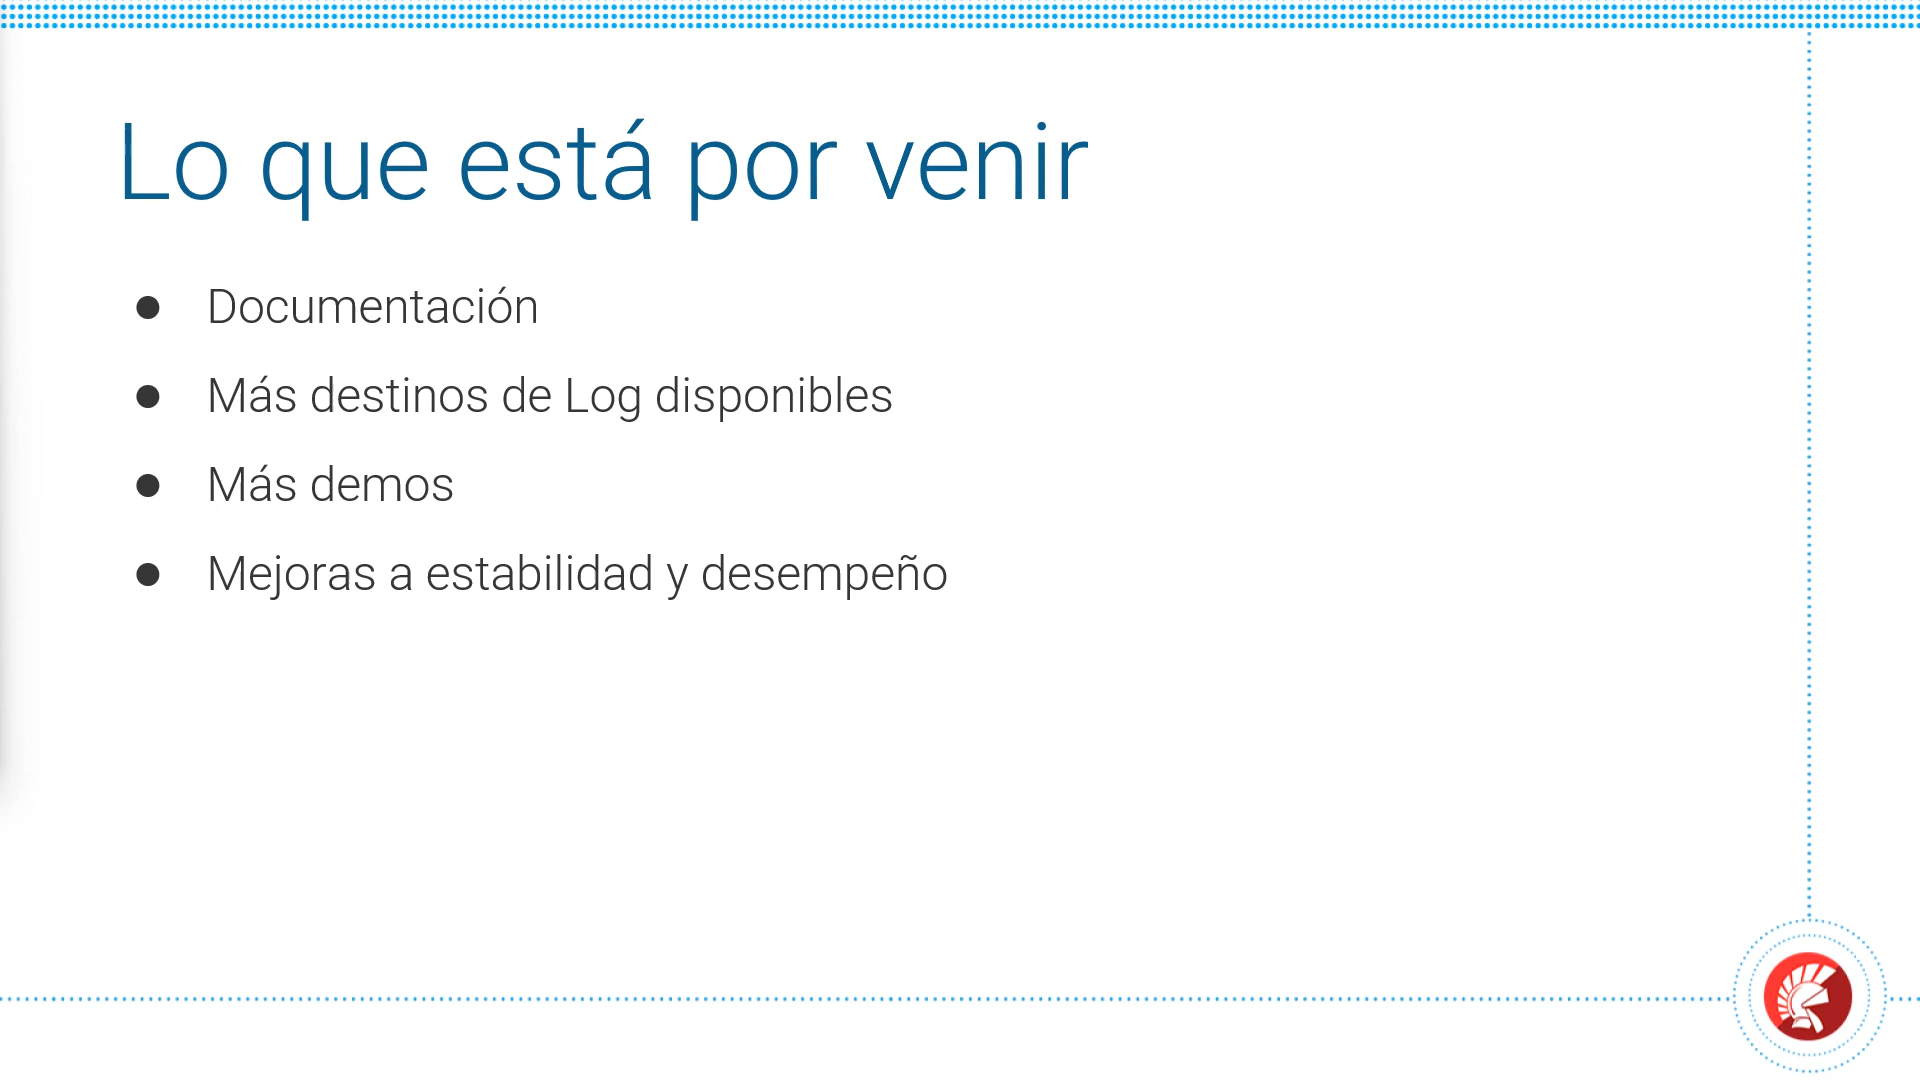 Lo que está por venir
● Documentación
● Más destinos de Log disponibles
● Más demos
● Mejoras a estabilidad y desempeño